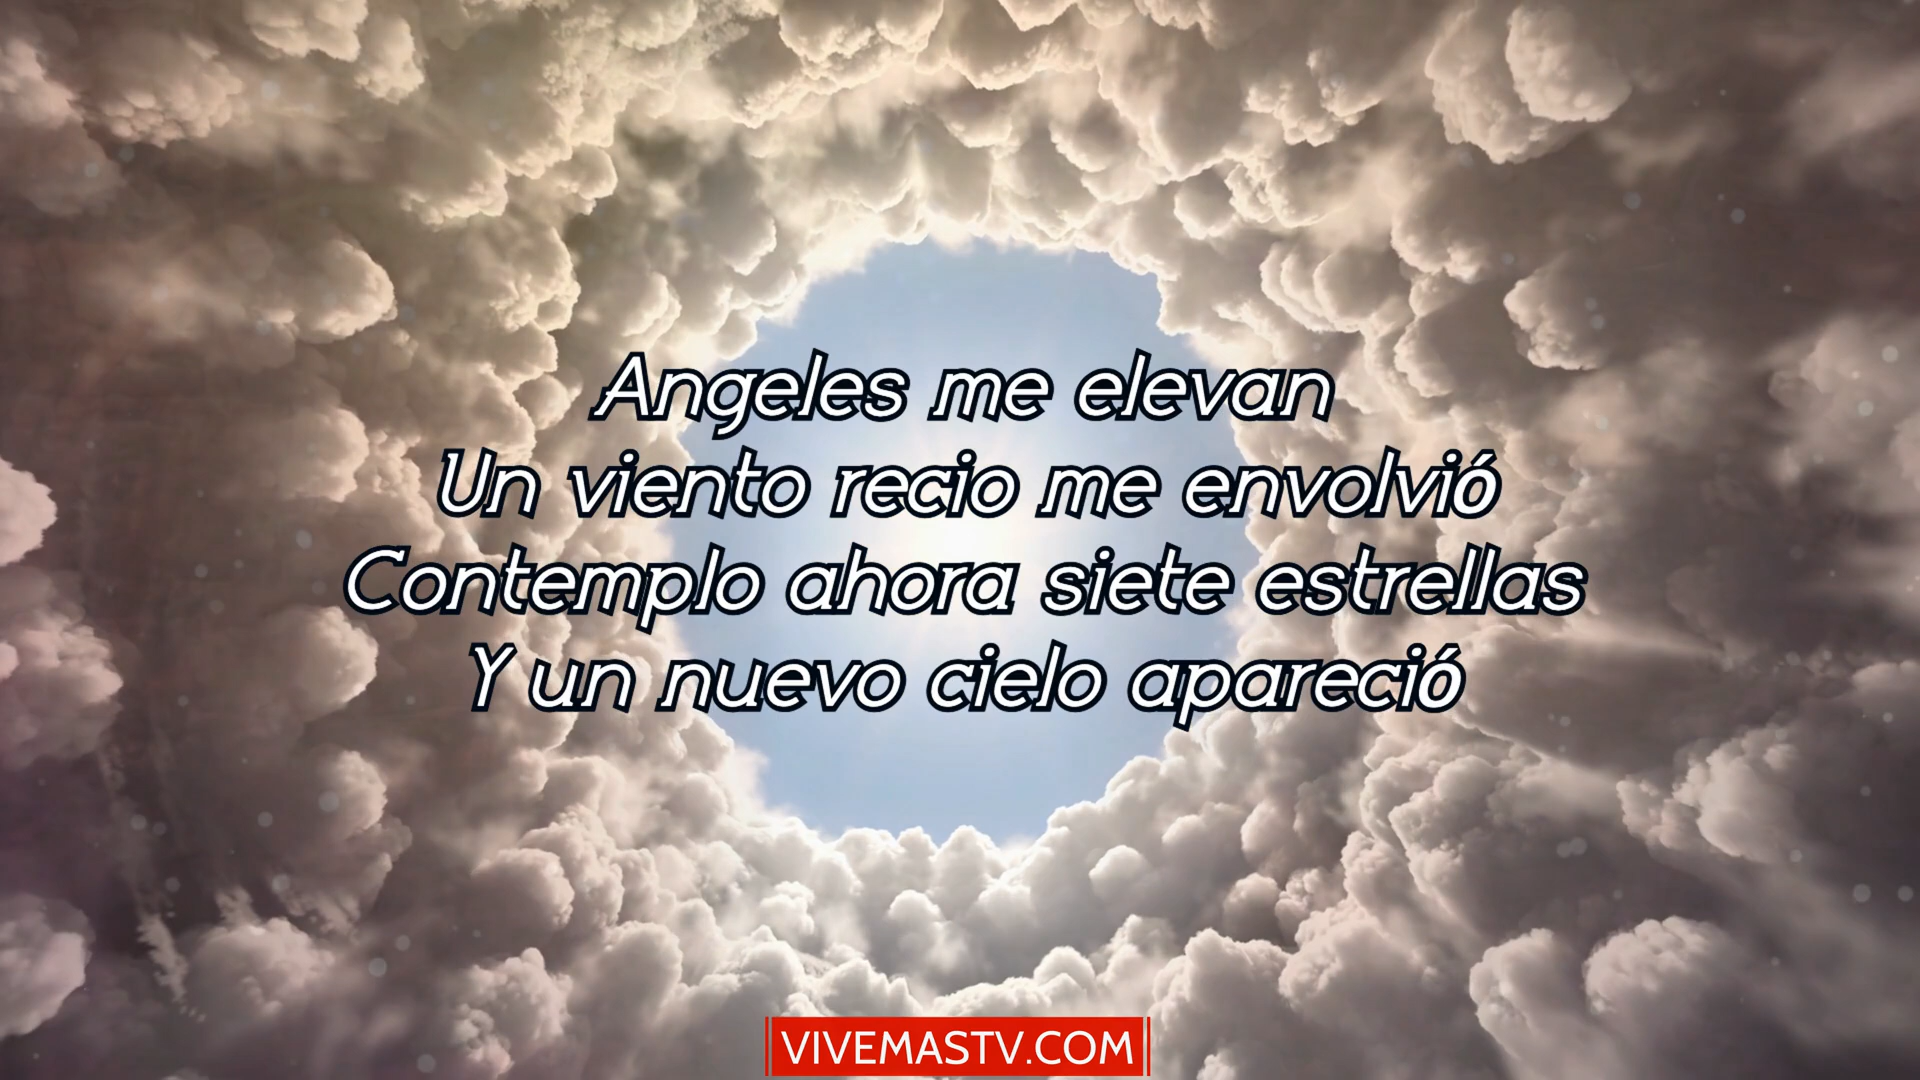 Angeles me elevan
Un viento recio me envolvió
Contemplo ahora siete estrellas
Y un nuevo cielo apareció
VIVEMASTV.COM